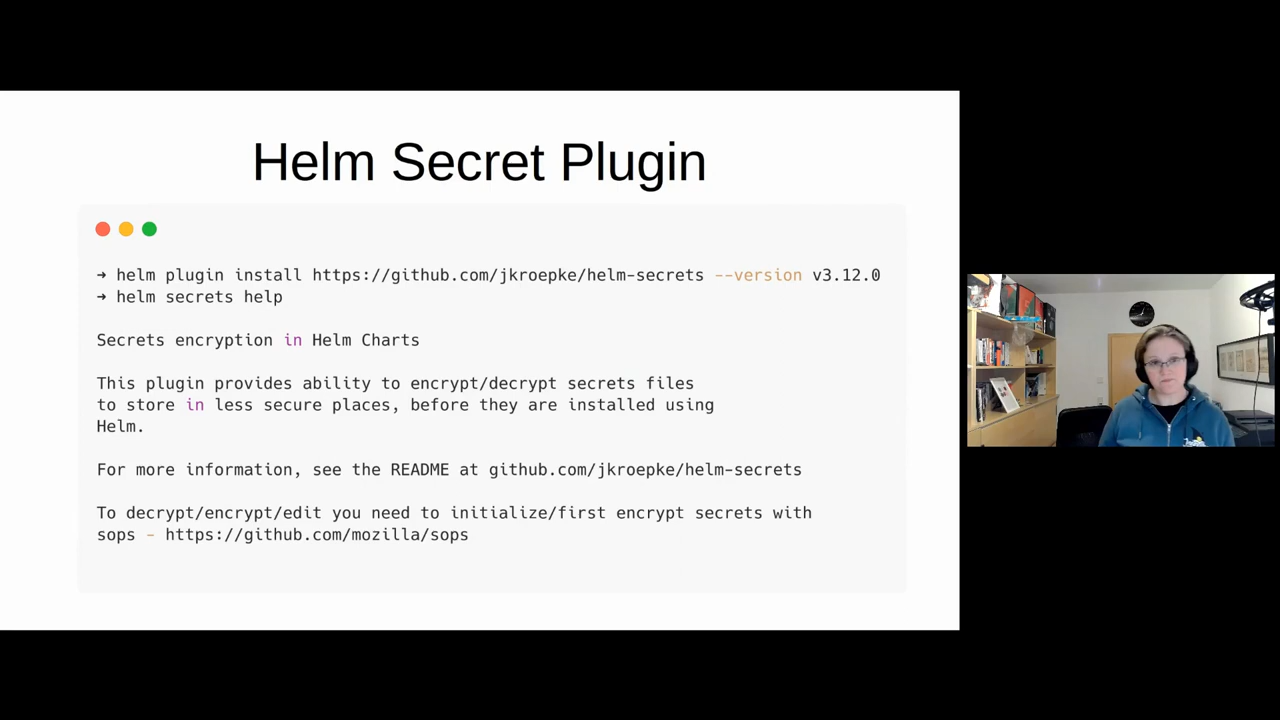 Helm Secret Plugin
➜ helm plugin install https://github.com/jkroepke/helm-secrets --version v3.12.0
➜ helm secrets help
Secrets encryption in Helm Charts
This plugin provides ability to encrypt/decrypt secrets files
to store in less secure places, before they are installed using
Helm.
For more information, see the README at github.com/jkroepke/helm-secrets
To decrypt/encrypt/edit you need to initialize/first encrypt secrets with
sops - https://github.com/mozilla/sops